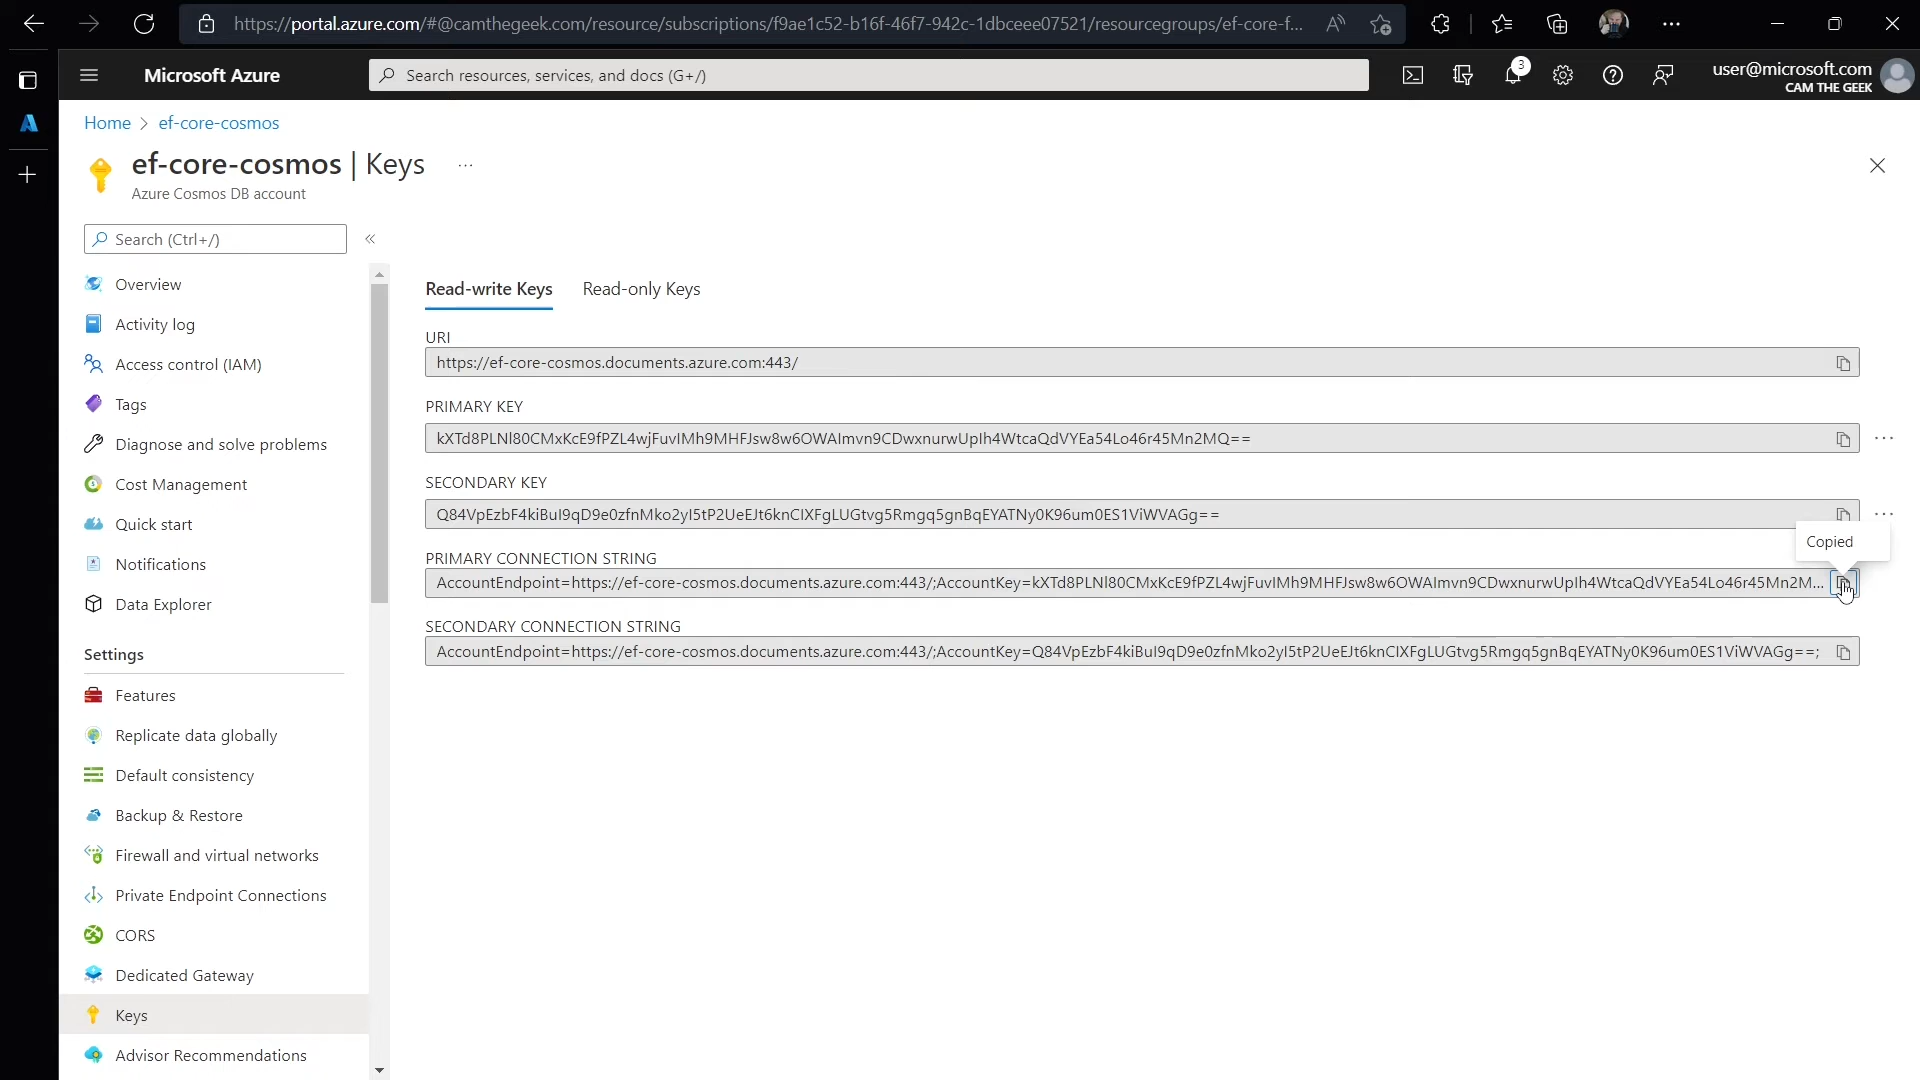 https://portal.azure.com/#@camthegeek.com/resource/subscriptions/f9ae1c52-b16f-46f7-942c-1dbceee07521/resourcegroups/ef-core-f...
Microsoft Azure
Search resources, services, and docs (G+/)
3
user@microsoft.com
CAM THE GEEK
Home > ef-core-cosmos
ef-core-cosmos | Keys ...
Azure Cosmos DB account
Search (Ctrl+/)
Overview
Activity log
Access control (IAM)
Tags
Diagnose and solve problems
Cost Management
Quick start
Notifications
Data Explorer
Settings
Features
Replicate data globally
Default consistency
Backup & Restore
Firewall and virtual networks
Private Endpoint Connections
CORS
Dedicated Gateway
Keys
Advisor Recommendations
Read-write Keys Read-only Keys
URI
https://ef-core-cosmos.documents.azure.com:443/
PRIMARY KEY
kXTd8PLNl80CMxKcE9fPZL4wjFuvIMh9MHFJsw8w6OWAImvn9CDwxnurwUplh4WtcaQdVYEa54Lo46r45Mn2MQ==
SECONDARY KEY
Q84VpEzbF4kiBul9qD9e0zfnMko2yI5tP2UeEJt6knCIXFgLUGtvg5Rmgq5gnBqEYATNy0K96um0ES1ViWVAGg==
PRIMARY CONNECTION STRING
Copied
AccountEndpoint=https://ef-core-cosmos.documents.azure.com:443/;AccountKey=kXTd8PLNl80CMxKcE9fPZL4wjFuvIMh9MHFJsw8w6OWAImvn9CDwxnurwUplh4WtcaQdVYEa54Lo46r45Mn2M...
SECONDARY CONNECTION STRING
AccountEndpoint=https://ef-core-cosmos.documents.azure.com:443/;AccountKey=Q84VpEzbF4kiBul9qD9e0zfnMko2yI5tP2UeEJt6knCIXFgLUGtvg5Rmgq5gnBqEYATNy0K96um0ES1ViWVAGg==;